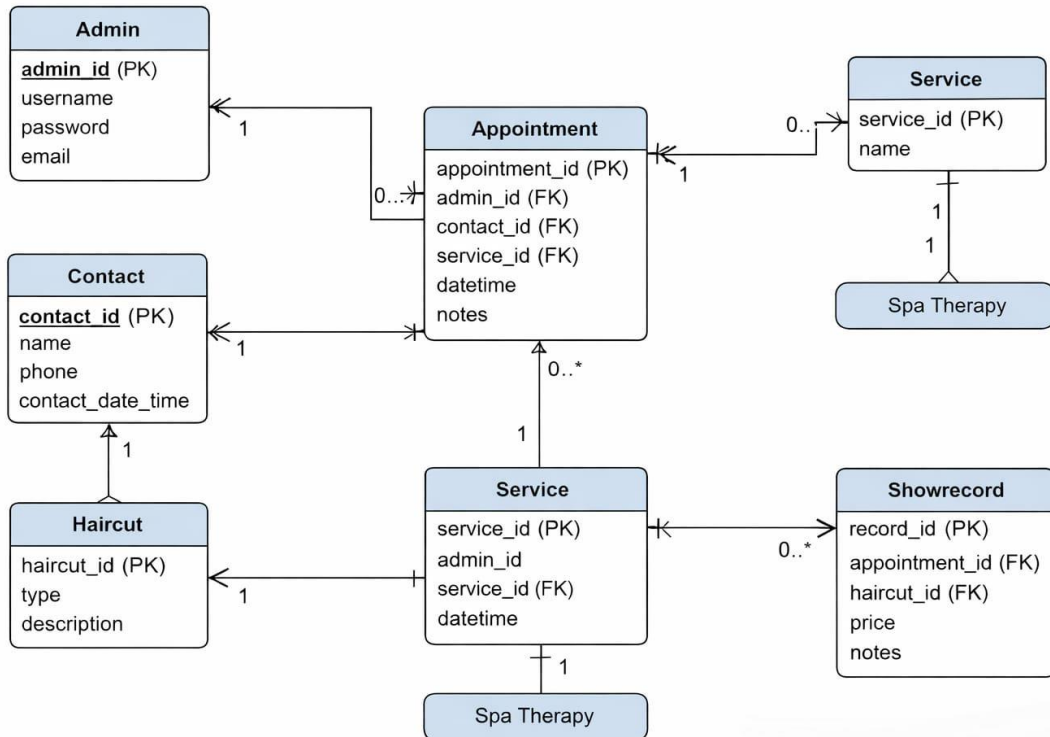 Admin
admin_id (PK)
username
password
email
1
0...
Contact
contact_id (PK)
name
phone
contact_date_time
1
1
Haircut
haircut_id (PK)
type
description
1
Appointment
appointment_id (PK)
admin_id (FK)
contact_id (FK)
service_id (FK)
datetime
notes
0..*
1
1
0..
Service
service_id (PK)
name
1
1
Spa Therapy
Service
service_id (PK)
admin_id
service_id (FK)
datetime
1
Spa Therapy
0..*
Showrecord
record_id (PK)
appointment_id (FK)
haircut_id (FK)
price
notes